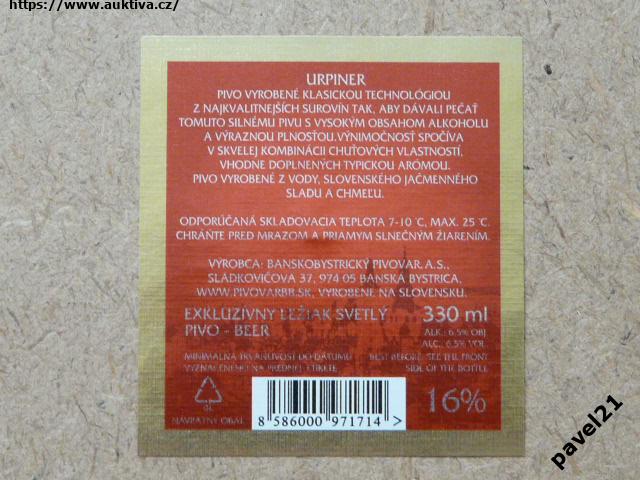 https://www.auktiva.cz/
URPINER
PIVO VYROBENÉ KLASICKOU TECHNOLÓGIOU
Z NAJKVALITNEJŠÍCH SUROVÍN TAK, ABY DÁVALI PEČAŤ
TOMUTO SILNÉMU PIVU S VYSOKÝM OBSAHOM ALKOHOLU
A VÝRAZNOU PLNOSŤOU.VÝNIMOČNOSŤ SPOČÍVA
V SKVELEJ KOMBINÁCII CHUŤOVÝCH VLASTNOSTÍ,
VHODNE DOPLNENÝCH TYPICKOU ARÓMOU.
PIVO VYROBENÉ Z VODY, SLOVENSKÉHO JAČMENNÉHO
SLADU A CHMEĽU.
ODPORÚČANÁ SKLADOVACIA TEPLOTA 7-10 °C, MAX. 25 °C.
CHRÁŇTE PRED MRAZOM A PRIAMYM SLNEČNÝM ŽIARENÍM.
VÝROBCA: BANSKOBYSTRICKÝ PIVOVAR, A.S.,
SLÁDKOVIČOVA 37, 974 05 BANSKÁ BYSTRICA,
WWW.PIVOVARBB.SK, VYROBENÉ NA SLOVENSKU.
EXKLUZÍVNY LEŽIAK SVETLÝ 330 ml
PIVO - BEER ALK.: 6,5% OBJ.
ALC.: 6,5% VOL.
MINIMÁLNA TRVANLIVOSŤ DO DÁTUMU BEST BEFORE: SEE THE FRONT
VYZNAČENÉHO NA PREDNEJ ETIKETE SIDE OF THE BOTTLE
GL
NÁVRATNÝ OBAL
8 586000 971714 >
16%
pavel21